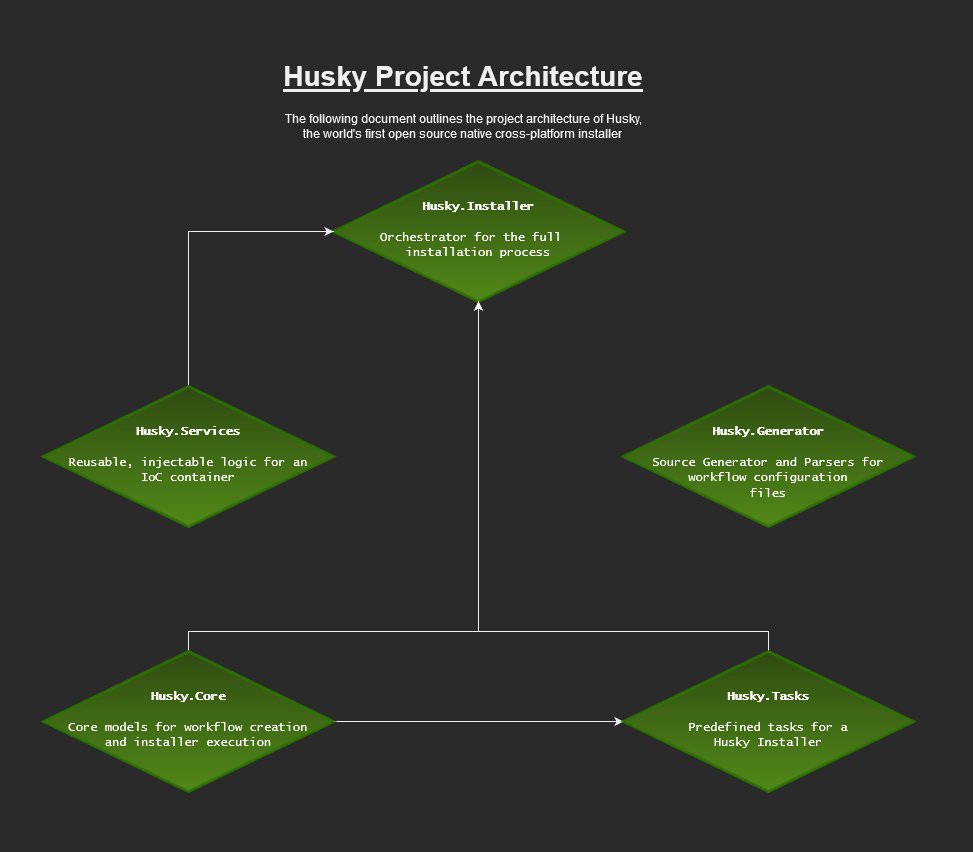 Husky Project Architecture
The following document outlines the project architecture of Husky,
the world's first open source native cross-platform installer
Husky.Installer
Orchestrator for the full
installation process
Husky.Services
Reusable, injectable logic for an
IoC container
Husky.Generator
Source Generator and Parsers for
workflow configuration
files
Husky.Core
Core models for workflow creation
and installer execution
Husky.Tasks
Predefined tasks for a
Husky Installer